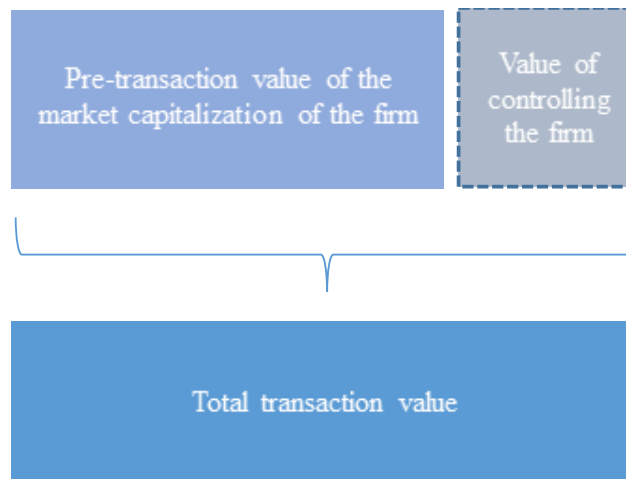 Pre-transaction value of the
market capitalization of the firm
Value of
controlling
the firm
Total transaction value